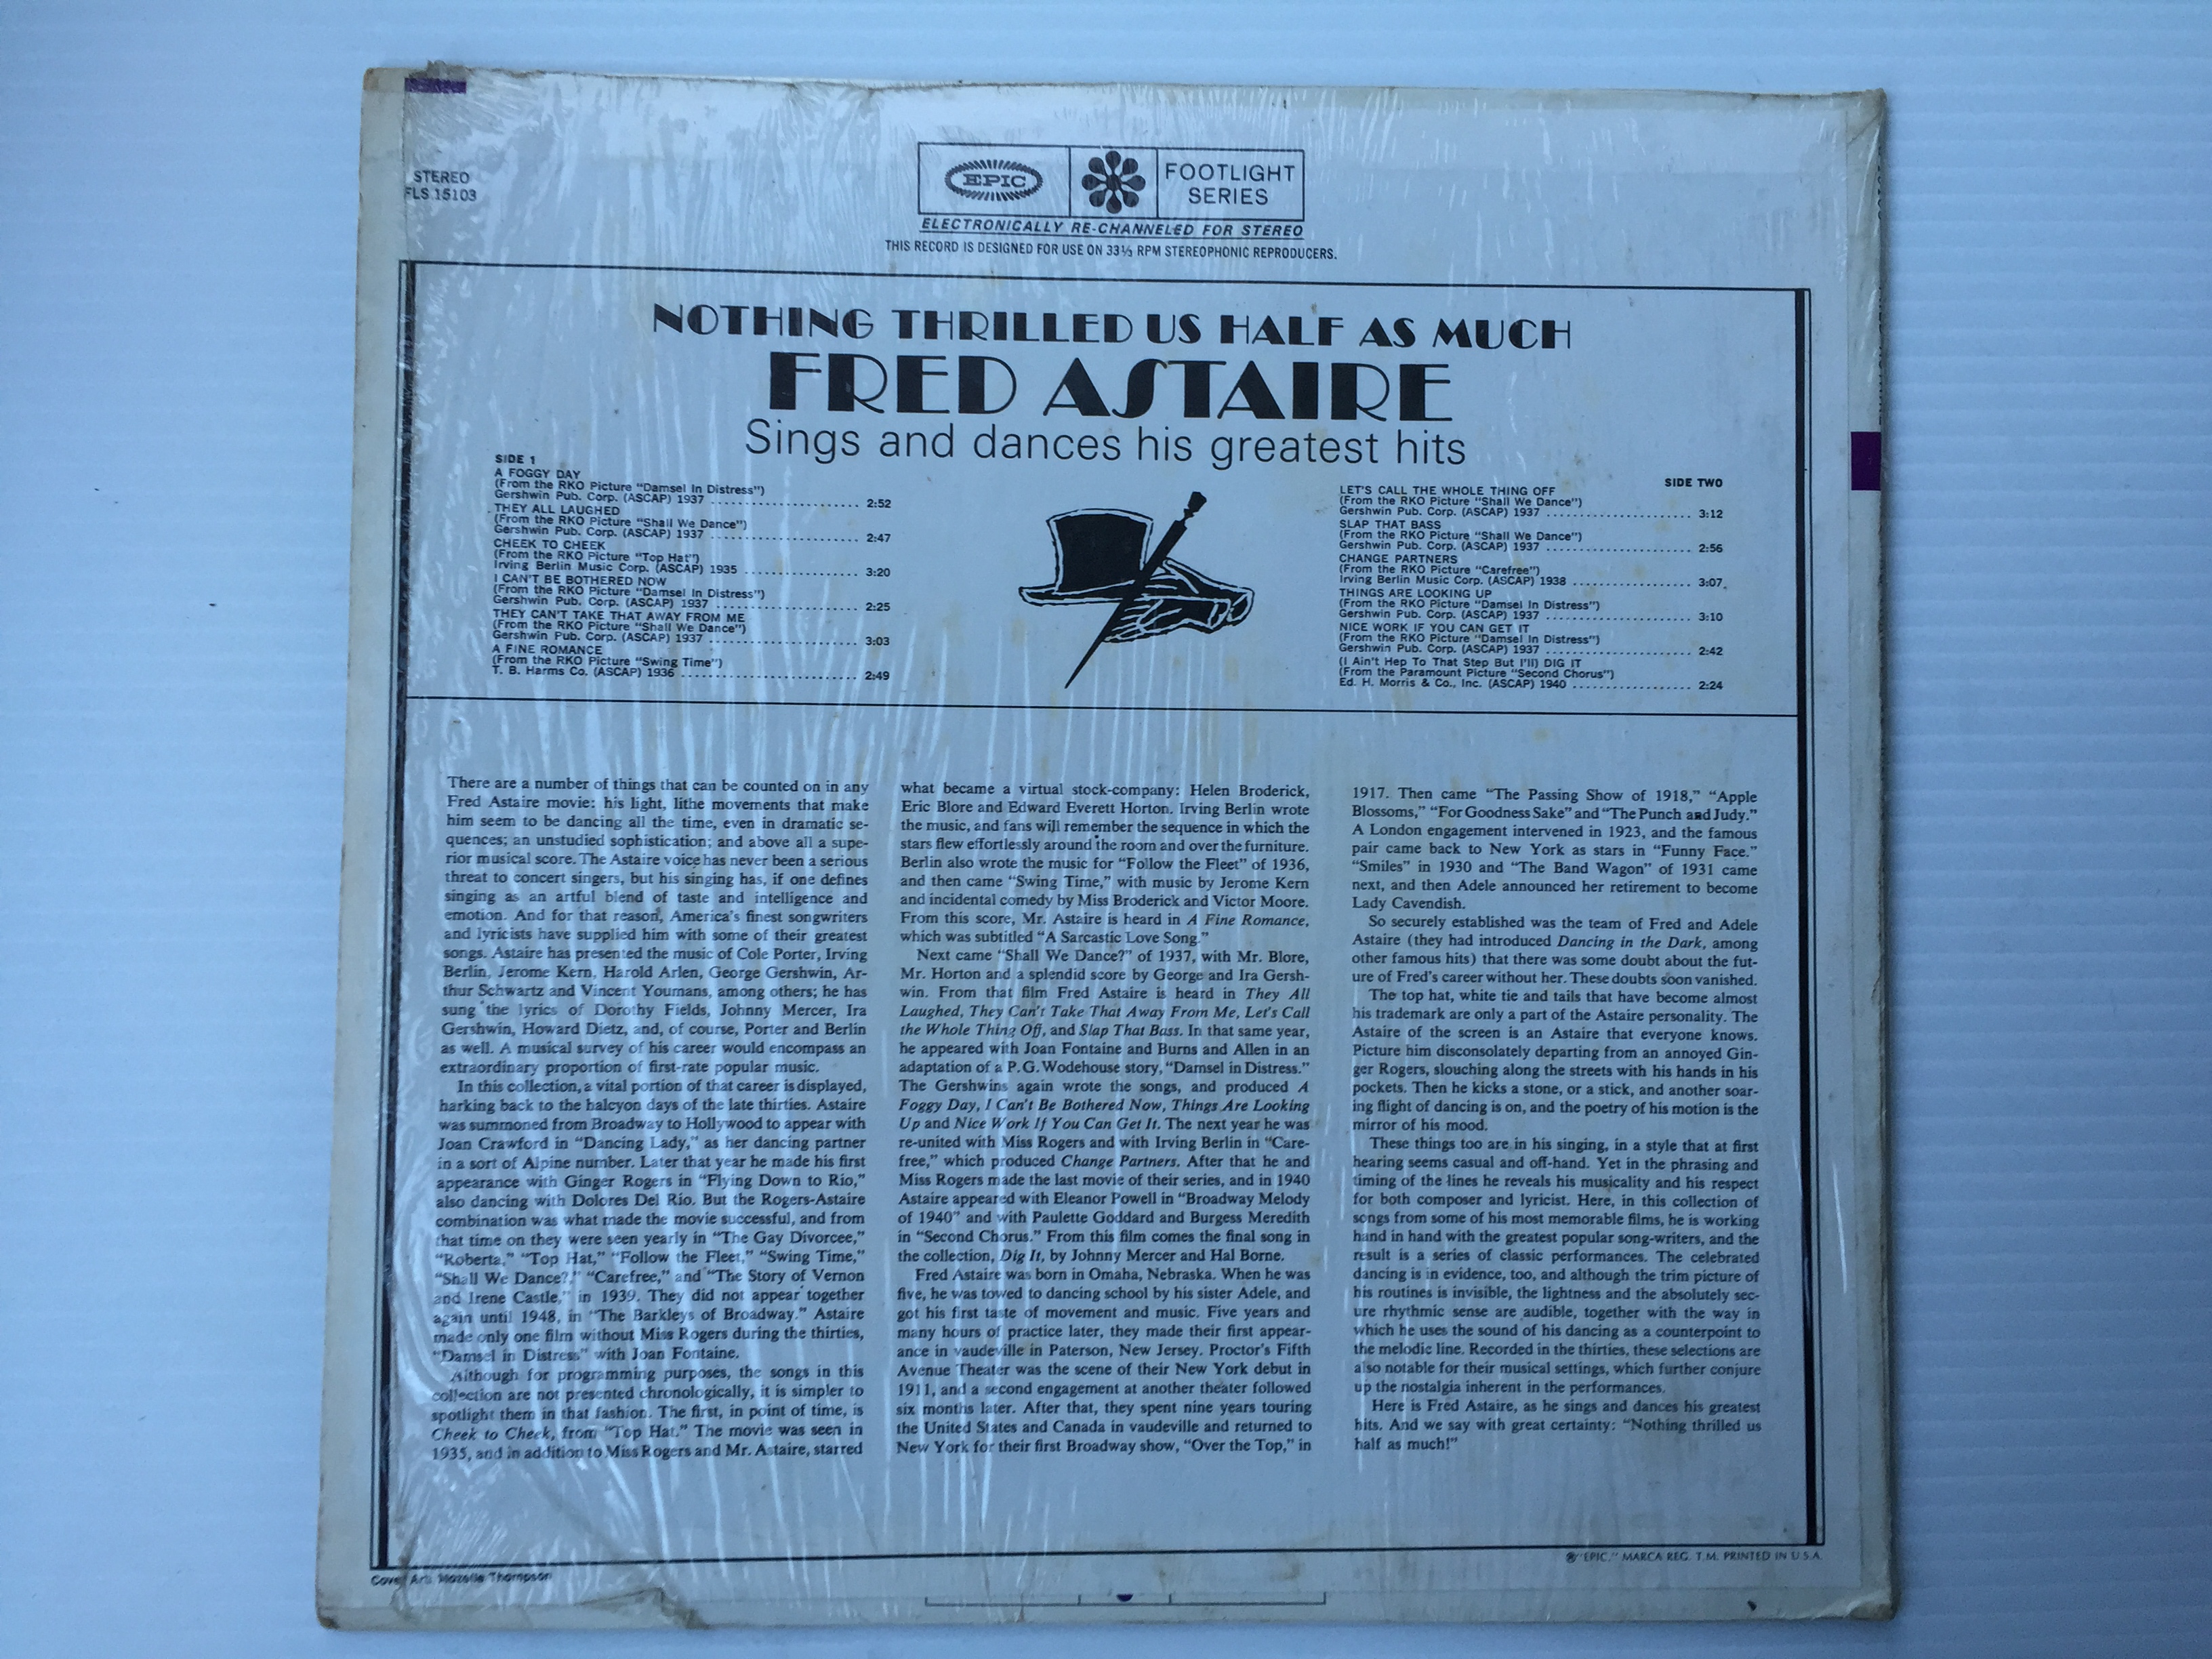 STEREO
FLS 15103
EPIC
FOOTLIGHT
SERIES
ELECTRONICALLY RE-CHANNELED FOR STEREO
THIS RECORD IS DESIGNED FOR USE ON 33⅓ RPM STEREOPHONIC REPRODUCERS.
NOTHING THRILLED US HALF AS MUCH
FRED ASTAIRE
Sings and dances his greatest hits
SIDE 1
A FOGGY DAY
(From the RKO Picture "Damsel In Distress")
Gershwin Pub. Corp. (ASCAP) 1937 .................... 2:52
THEY ALL LAUGHED
(From the RKO Picture "Shall We Dance")
Gershwin Pub. Corp. (ASCAP) 1937 .................... 2:47
CHEEK TO CHEEK
(From the RKO Picture "Top Hat")
Irving Berlin Music Corp. (ASCAP) 1935 ............... 3:20
I CAN'T BE BOTHERED NOW
(From the RKO Picture "Damsel In Distress")
Gershwin Pub. Corp. (ASCAP) 1937 .................... 2:25
THEY CAN'T TAKE THAT AWAY FROM ME
(From the RKO Picture "Shall We Dance")
Gershwin Pub. Corp. (ASCAP) 1937 .................... 3:03
A FINE ROMANCE
(From the RKO Picture "Swing Time")
T. B. Harms Co. (ASCAP) 1936 ........................ 2:49
SIDE TWO
LET'S CALL THE WHOLE THING OFF
(From the RKO Picture "Shall We Dance")
Gershwin Pub. Corp. (ASCAP) 1937 .................... 3:12
SLAP THAT BASS
(From the RKO Picture "Shall We Dance")
Gershwin Pub. Corp. (ASCAP) 1937 .................... 2:56
CHANGE PARTNERS
(From the RKO Picture "Carefree")
Irving Berlin Music Corp. (ASCAP) 1938 ................ 3:07
THINGS ARE LOOKING UP
(From the RKO Picture "Damsel In Distress")
Gershwin Pub. Corp. (ASCAP) 1937 .................... 3:10
NICE WORK IF YOU CAN GET IT
(From the RKO Picture "Damsel In Distress")
Gershwin Pub. Corp. (ASCAP) 1937 .................... 2:42
(I Ain't Hep To That Step But I'll) DIG IT
(From the Paramount Picture "Second Chorus")
Ed. H. Morris & Co., Inc. (ASCAP) 1940 ................ 2:24
There are a number of things that can be counted on in any
Fred Astaire movie: his light, lithe movements that make
him seem to be dancing all the time, even in dramatic se-
quences; an unstudied sophistication; and above all a supe-
rior musical score. The Astaire voice has never been a serious
threat to concert singers, but his singing has, if one defines
singing as an artful blend of taste and intelligence and
emotion. And for that reason, America's finest songwriters
and lyricists have supplied him with some of their greatest
songs. Astaire has presented the music of Cole Porter, Irving
Berlin, Jerome Kern, Harold Arlen, George Gershwin, Ar-
thur Schwartz and Vincent Youmans, among others; he has
sung the lyrics of Dorothy Fields, Johnny Mercer, Ira
Gershwin, Howard Dietz, and, of course, Porter and Berlin
as well. A musical survey of his career would encompass an
extraordinary proportion of first-rate popular music.
In this collection, a vital portion of that career is displayed,
harking back to the halcyon days of the late thirties. Astaire
was summoned from Broadway to Hollywood to appear with
Joan Crawford in "Dancing Lady," as her dancing partner
in a sort of Alpine number. Later that year he made his first
appearance with Ginger Rogers in "Flying Down to Rio,"
also dancing with Dolores Del Rio. But the Rogers-Astaire
combination was what made the movie successful, and from
that time on they were seen yearly in "The Gay Divorcee,"
"Roberta," "Top Hat," "Follow the Fleet," "Swing Time,"
"Shall We Dance?," "Carefree," and "The Story of Vernon
and Irene Castle," in 1939. They did not appear together
again until 1948, in "The Barkleys of Broadway." Astaire
made only one film without Miss Rogers during the thirties,
"Damsel in Distress" with Joan Fontaine.
Although for programming purposes, the songs in this
collection are not presented chronologically, it is simpler to
spotlight them in that fashion. The first, in point of time, is
Cheek to Cheek, from "Top Hat." The movie was seen in
1935, and in addition to Miss Rogers and Mr. Astaire, starred
what became a virtual stock-company: Helen Broderick,
Eric Blore and Edward Everett Horton. Irving Berlin wrote
the music, and fans will remember the sequence in which the
stars flew effortlessly around the room and over the furniture.
Berlin also wrote the music for "Follow the Fleet" of 1936,
and then came "Swing Time," with music by Jerome Kern
and incidental comedy by Miss Broderick and Victor Moore.
From this score, Mr. Astaire is heard in A Fine Romance,
which was subtitled "A Sarcastic Love Song."
Next came "Shall We Dance?" of 1937, with Mr. Blore,
Mr. Horton and a splendid score by George and Ira Gersh-
win. From that film Fred Astaire is heard in They All
Laughed, They Can't Take That Away From Me, Let's Call
the Whole Thing Off, and Slap That Bass. In that same year,
he appeared with Joan Fontaine and Burns and Allen in an
adaptation of a P. G. Wodehouse story, "Damsel in Distress."
The Gershwins again wrote the songs, and produced A
Foggy Day, I Can't Be Bothered Now, Things Are Looking
Up and Nice Work If You Can Get It. The next year he was
re-united with Miss Rogers and with Irving Berlin in "Care-
free," which produced Change Partners. After that he and
Miss Rogers made the last movie of their series, and in 1940
Astaire appeared with Eleanor Powell in "Broadway Melody
of 1940" and with Paulette Goddard and Burgess Meredith
in "Second Chorus." From this film comes the final song in
the collection, Dig It, by Johnny Mercer and Hal Borne.
Fred Astaire was born in Omaha, Nebraska. When he was
five, he was towed to dancing school by his sister Adele, and
got his first taste of movement and music. Five years and
many hours of practice later, they made their first appear-
ance in vaudeville in Paterson, New Jersey. Proctor's Fifth
Avenue Theater was the scene of their New York debut in
1911, and a second engagement at another theater followed
six months later. After that, they spent nine years touring
the United States and Canada in vaudeville and returned to
New York for their first Broadway show, "Over the Top," in
1917. Then came "The Passing Show of 1918," "Apple
Blossoms," "For Goodness Sake" and "The Punch and Judy."
A London engagement intervened in 1923, and the famous
pair came back to New York as stars in "Funny Face."
"Smiles" in 1930 and "The Band Wagon" of 1931 came
next, and then Adele announced her retirement to become
Lady Cavendish.
So securely established was the team of Fred and Adele
Astaire (they had introduced Dancing in the Dark, among
other famous hits) that there was some doubt about the fut-
ure of Fred's career without her. These doubts soon vanished.
The top hat, white tie and tails that have become almost
his trademark are only a part of the Astaire personality. The
Astaire of the screen is an Astaire that everyone knows.
Picture him disconsolately departing from an annoyed Gin-
ger Rogers, slouching along the streets with his hands in his
pockets. Then he kicks a stone, or a stick, and another soar-
ing flight of dancing is on, and the poetry of his motion is the
mirror of his mood.
These things too are in his singing, in a style that at first
hearing seems casual and off-hand. Yet in the phrasing and
timing of the lines he reveals his musicality and his respect
for both composer and lyricist. Here, in this collection of
songs from some of his most memorable films, he is working
hand in hand with the greatest popular song-writers, and the
result is a series of classic performances. The celebrated
dancing is in evidence, too, and although the trim picture of
his routines is invisible, the lightness and the absolutely sec-
ure rhythmic sense are audible, together with the way in
which he uses the sound of his dancing as a counterpoint to
the melodic line. Recorded in the thirties, these selections are
also notable for their musical settings, which further conjure
up the nostalgia inherent in the performances.
Here is Fred Astaire, as he sings and dances his greatest
hits. And we say with great certainty: "Nothing thrilled us
half as much!"
Cover Art: Mozelle Thompson
℗"EPIC," MARCA REG. T.M. PRINTED IN U.S.A.